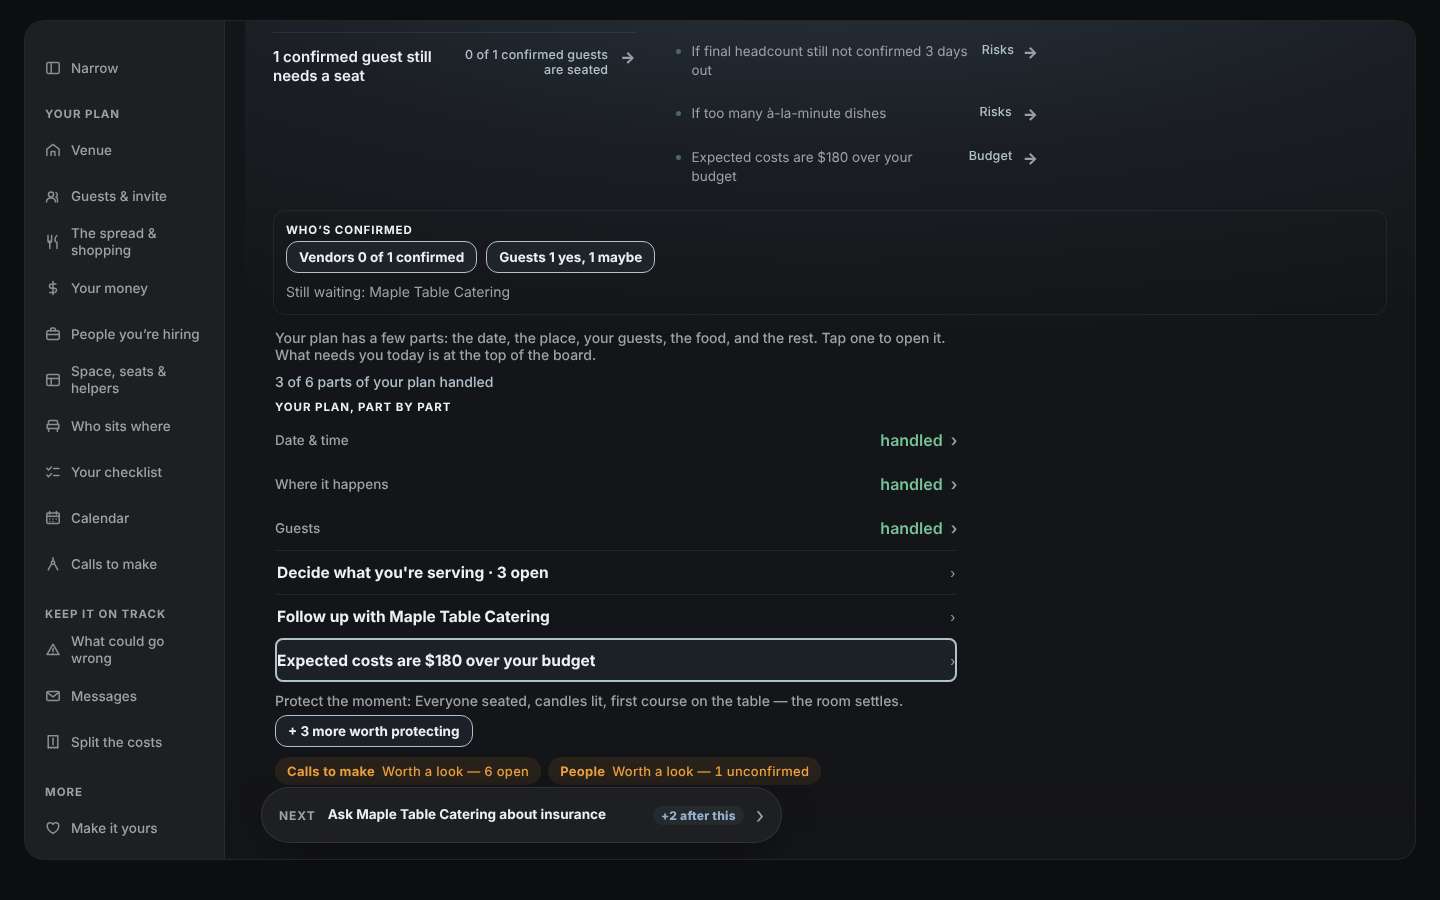 Narrow
YOUR PLAN
Venue
Guests & invite
The spread &
shopping
Your money
People you're hiring
Space, seats &
helpers
Who sits where
Your checklist
Calendar
Calls to make
KEEP IT ON TRACK
What could go
wrong
Messages
Split the costs
MORE
Make it yours
1 confirmed guest still
needs a seat
0 of 1 confirmed guests
are seated
If final headcount still not confirmed 3 days
out
Risks
If too many à-la-minute dishes
Risks
Expected costs are $180 over your
budget
Budget
WHO'S CONFIRMED
Vendors 0 of 1 confirmed
Guests 1 yes, 1 maybe
Still waiting: Maple Table Catering
Your plan has a few parts: the date, the place, your guests, the food, and the rest. Tap one to open it.
What needs you today is at the top of the board.
3 of 6 parts of your plan handled
YOUR PLAN, PART BY PART
Date & time handled
Where it happens handled
Guests handled
Decide what you're serving · 3 open
Follow up with Maple Table Catering
Expected costs are $180 over your budget
Protect the moment: Everyone seated, candles lit, first course on the table — the room settles.
+ 3 more worth protecting
Calls to make Worth a look — 6 open
People Worth a look — 1 unconfirmed
NEXT Ask Maple Table Catering about insurance +2 after this